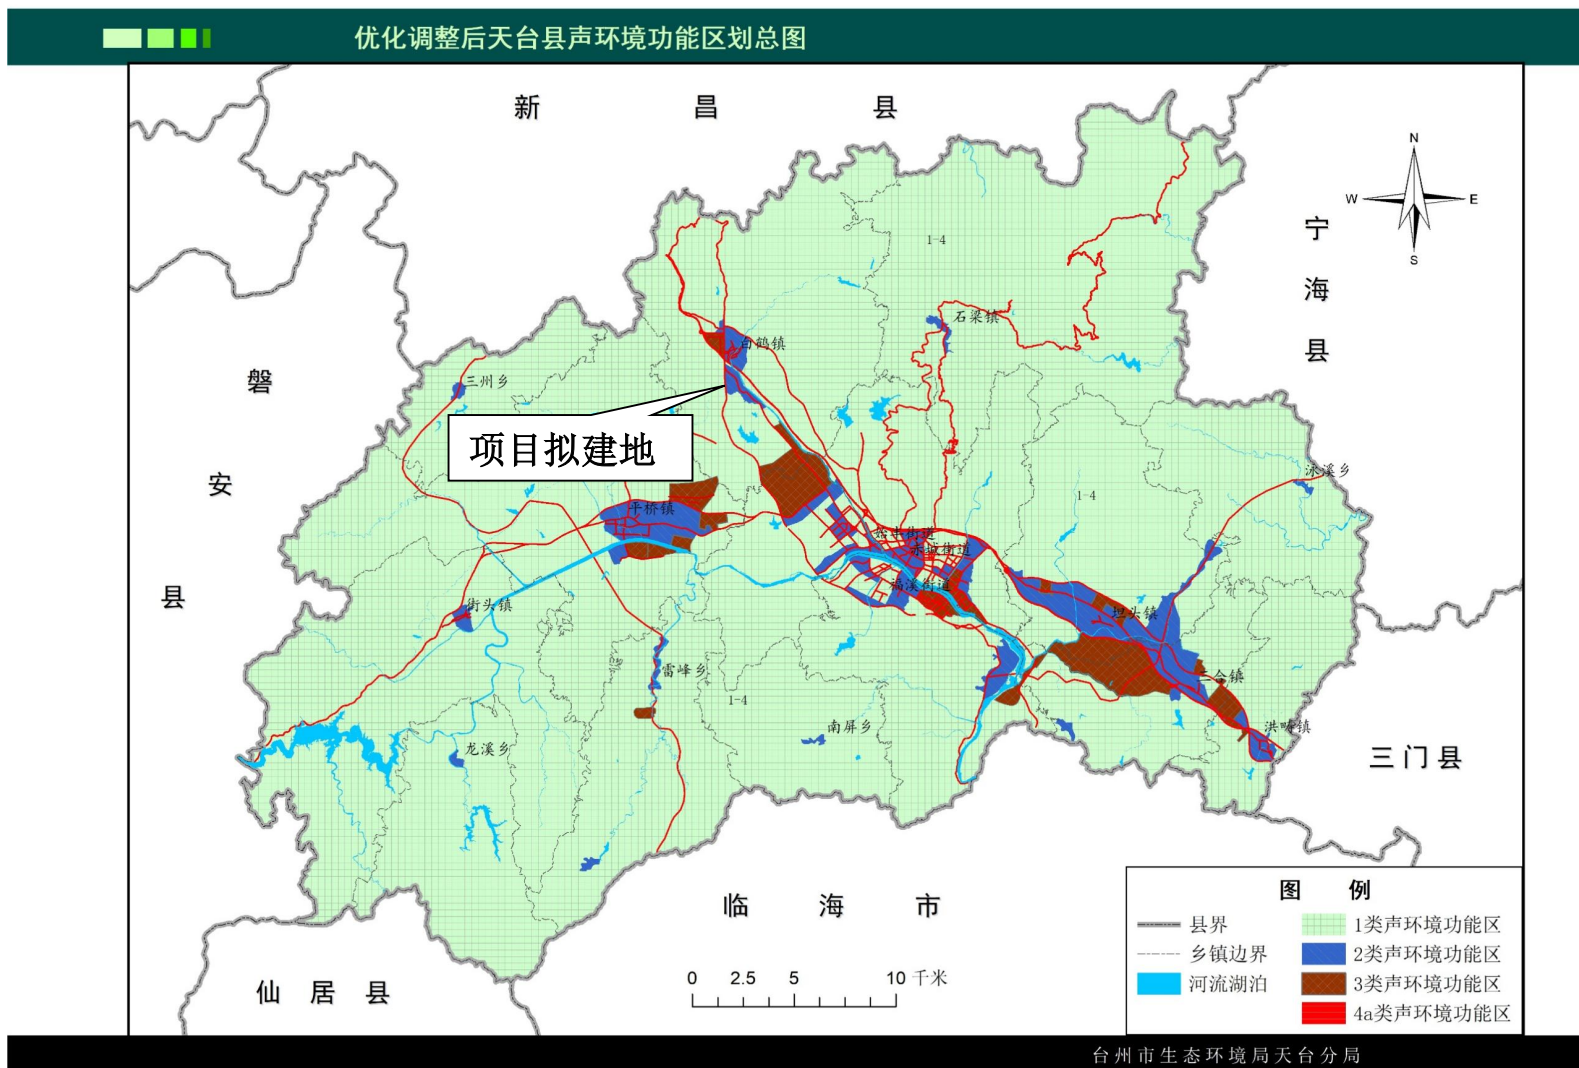 优化调整后天台县声环境功能区划总图
新昌县
N
W
E
S
宁海县
1-4
石梁镇
白鹤镇
磐安县
三州乡
项目拟建地
泳溪乡
1-4
平桥镇
始丰街道
赤城街道
福溪街道
街头镇
坦头镇
雷峰乡
三合镇
1-4
南屏乡
洪畴镇
龙溪乡
三门县
临海市
仙居县
0 2.5 5 10 千米
图例
县界
乡镇边界
河流湖泊
1类声环境功能区
2类声环境功能区
3类声环境功能区
4a类声环境功能区
台州市生态环境局天台分局